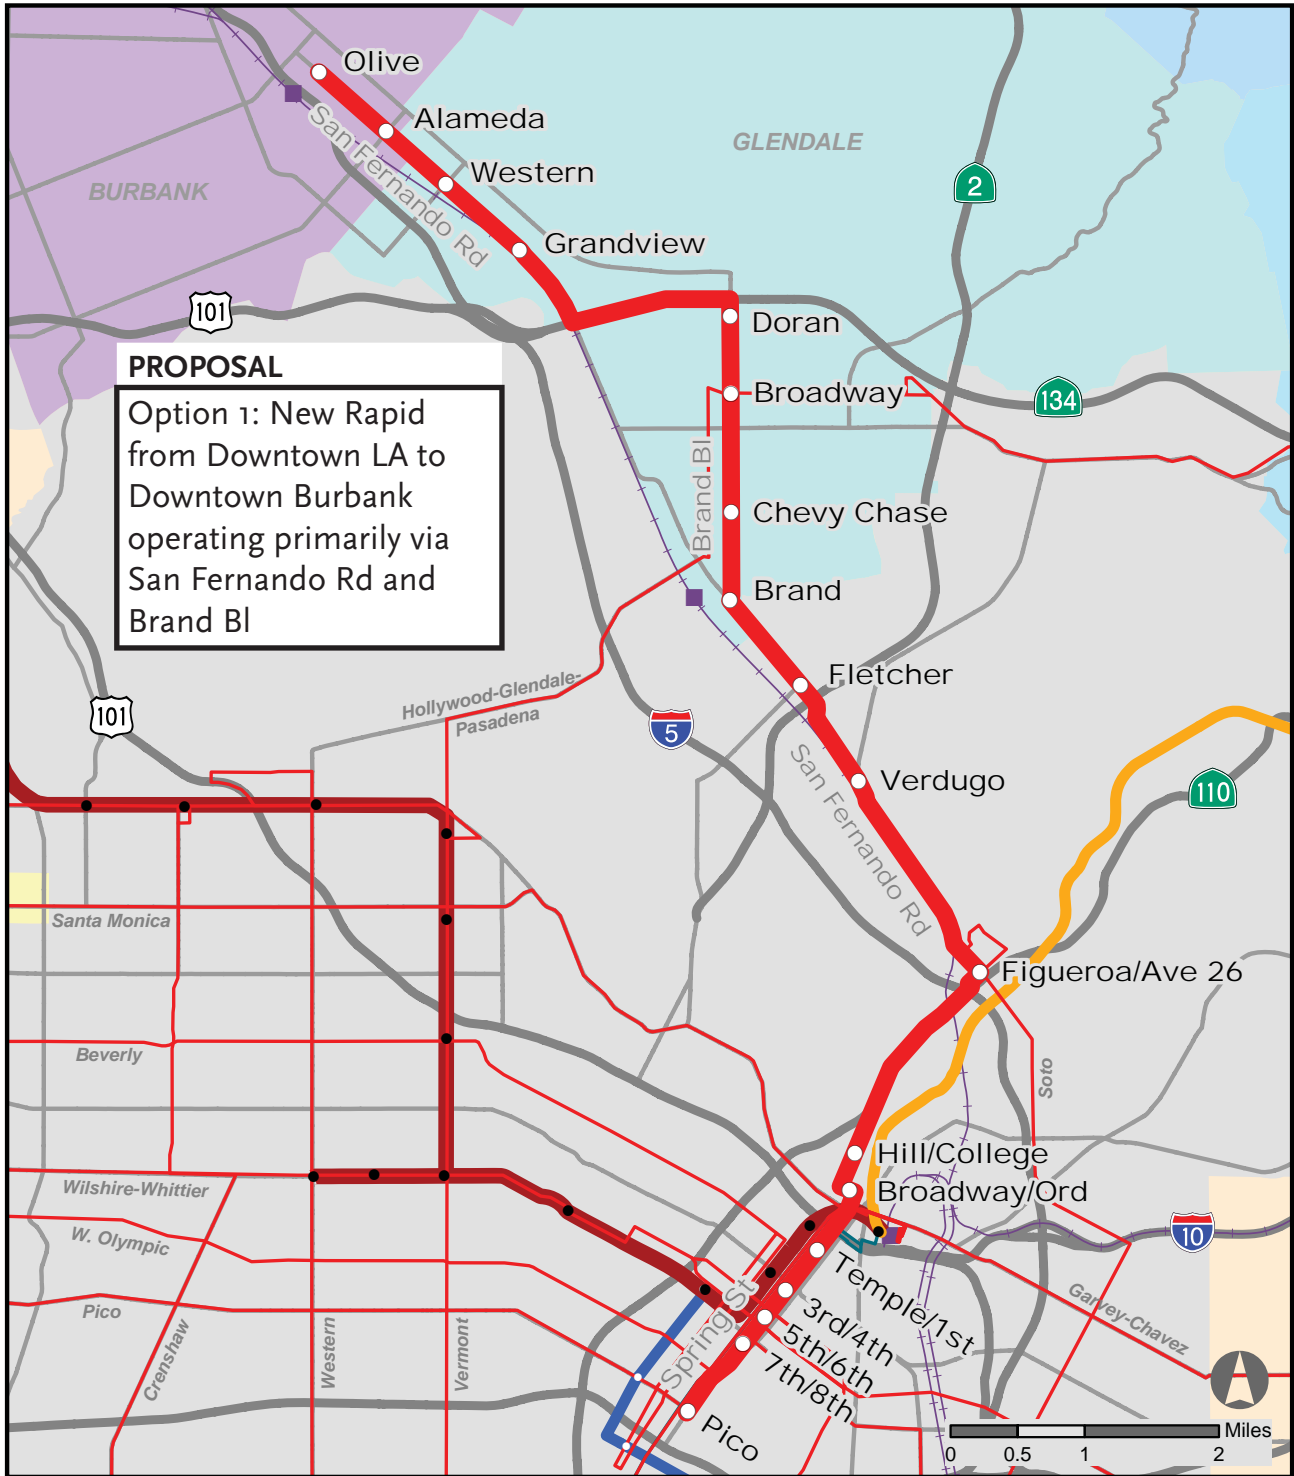 Olive
Alameda
Western
Grandview
San Fernando Rd
BURBANK
GLENDALE
2
101
Doran
Broadway
134
Brand Bl
Chevy Chase
Brand
PROPOSAL
Option 1: New Rapid
from Downtown LA to
Downtown Burbank
operating primarily via
San Fernando Rd and
Brand Bl
Hollywood-Glendale-
Pasadena
101
5
Fletcher
Verdugo
San Fernando Rd
110
Santa Monica
Figueroa/Ave 26
Beverly
Soto
Hill/College
Broadway/Ord
Wilshire-Whittier
W. Olympic
10
Pico
Crenshaw
Western
Vermont
Spring St
Temple/1st
3rd/4th
5th/6th
7th/8th
Pico
Garvey-Chavez
Miles
0 0.5 1 2